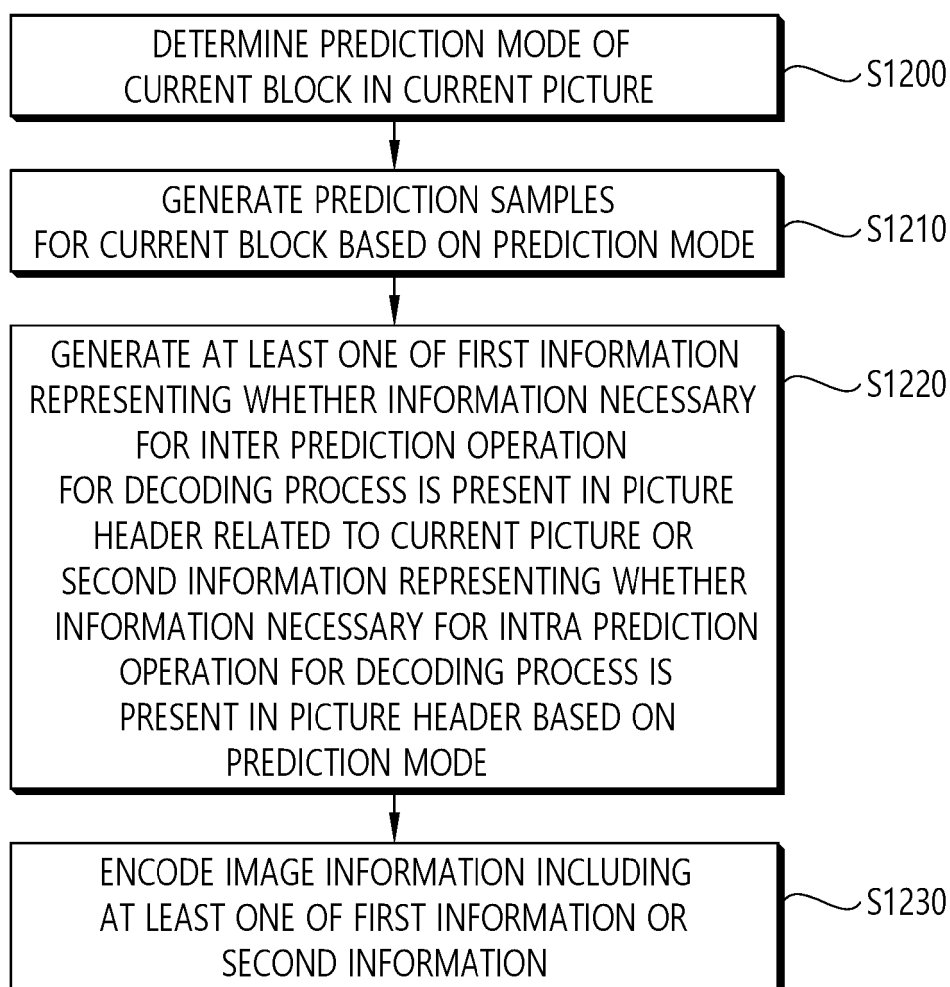 DETERMINE PREDICTION MODE OF
CURRENT BLOCK IN CURRENT PICTURE
S1200
GENERATE PREDICTION SAMPLES
FOR CURRENT BLOCK BASED ON PREDICTION MODE
S1210
GENERATE AT LEAST ONE OF FIRST INFORMATION
REPRESENTING WHETHER INFORMATION NECESSARY
FOR INTER PREDICTION OPERATION
FOR DECODING PROCESS IS PRESENT IN PICTURE
HEADER RELATED TO CURRENT PICTURE OR
SECOND INFORMATION REPRESENTING WHETHER
INFORMATION NECESSARY FOR INTRA PREDICTION
OPERATION FOR DECODING PROCESS IS
PRESENT IN PICTURE HEADER BASED ON
PREDICTION MODE
S1220
ENCODE IMAGE INFORMATION INCLUDING
AT LEAST ONE OF FIRST INFORMATION OR
SECOND INFORMATION
S1230